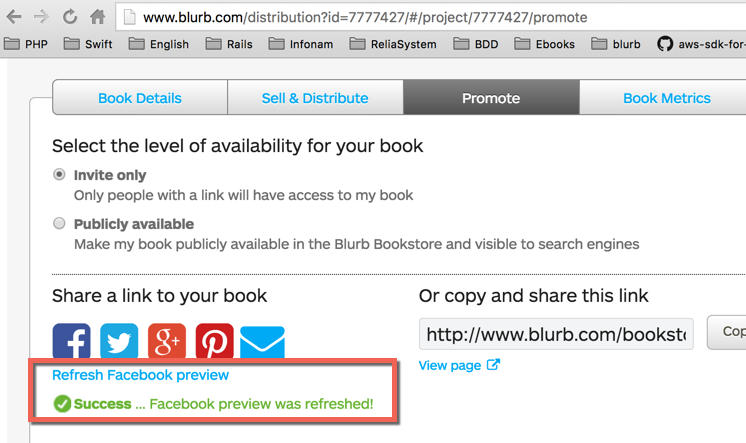 www.blurb.com/distribution?id=7777427/#/project/7777427/promote
PHP Swift English Rails Infonam ReliaSystem BDD Ebooks blurb aws-sdk-for-
Book Details Sell & Distribute Promote Book Metrics
Select the level of availability for your book
Invite only
Only people with a link will have access to my book
Publicly available
Make my book publicly available in the Blurb Bookstore and visible to search engines
Share a link to your book
Or copy and share this link
http://www.blurb.com/booksto
Cop
View page
Refresh Facebook preview
Success ... Facebook preview was refreshed!